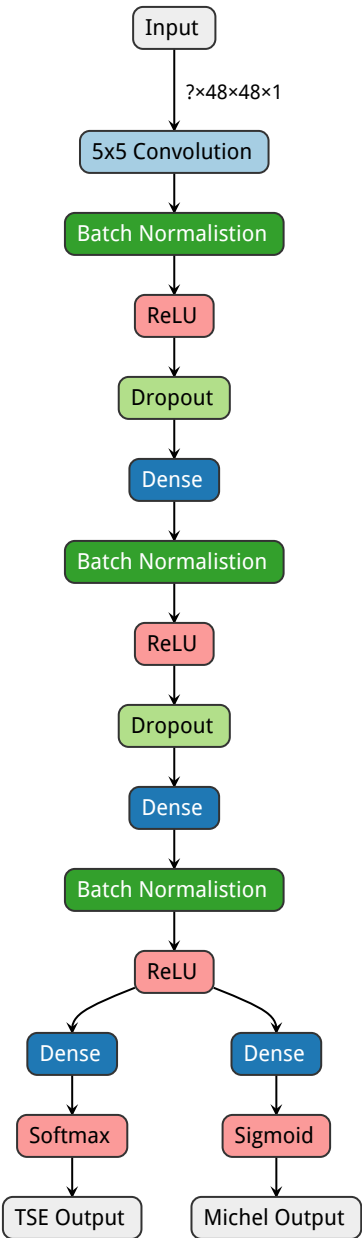 Input
?×48×48×1
5x5 Convolution
Batch Normalistion
ReLU
Dropout
Dense
Batch Normalistion
ReLU
Dropout
Dense
Batch Normalistion
ReLU
Dense
Dense
Softmax
Sigmoid
TSE Output
Michel Output